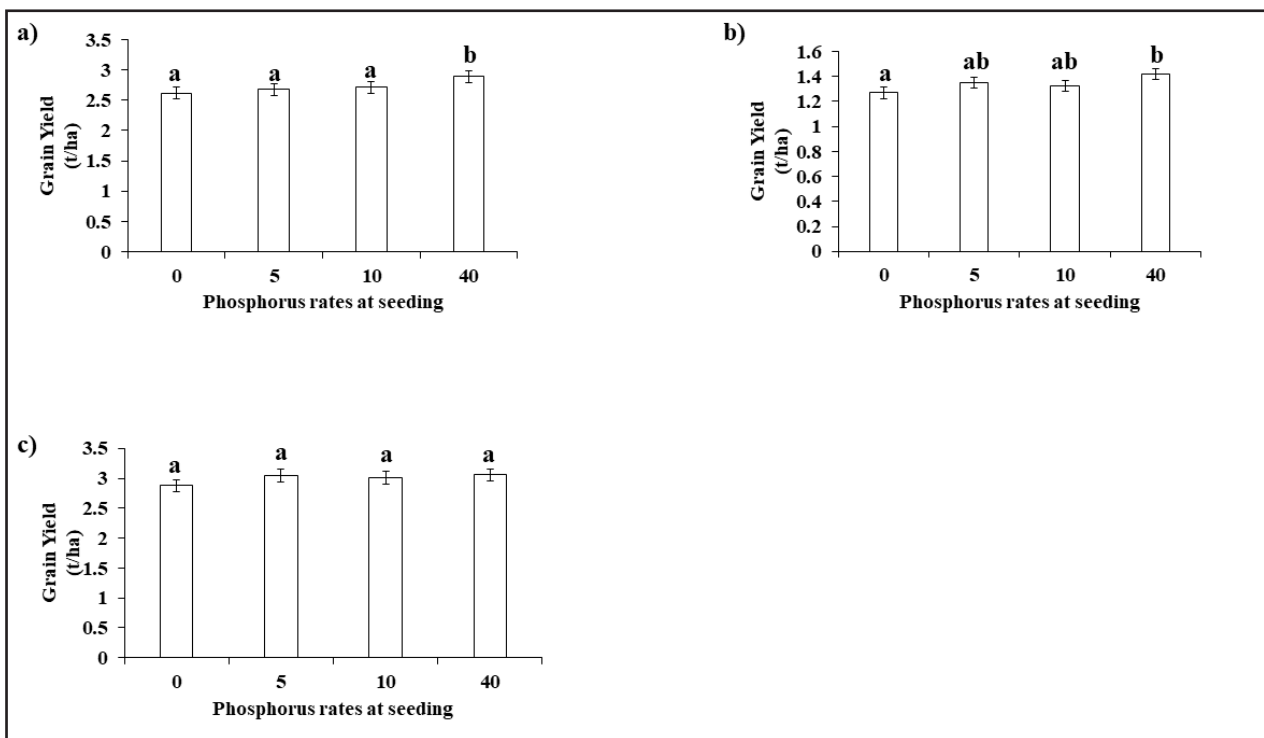 a)
3.5
3
2.5
2
1.5
1
0.5
0
Grain Yield
(t/ha)
a a a b
0 5 10 40
Phosphorus rates at seeding
b)
1.6
1.4
1.2
1
0.8
0.6
0.4
0.2
0
Grain Yield
(t/ha)
a ab ab b
0 5 10 40
Phosphorus rates at seeding
c)
3.5
3
2.5
2
1.5
1
0.5
0
Grain Yield
(t/ha)
a a a a
0 5 10 40
Phosphorus rates at seeding